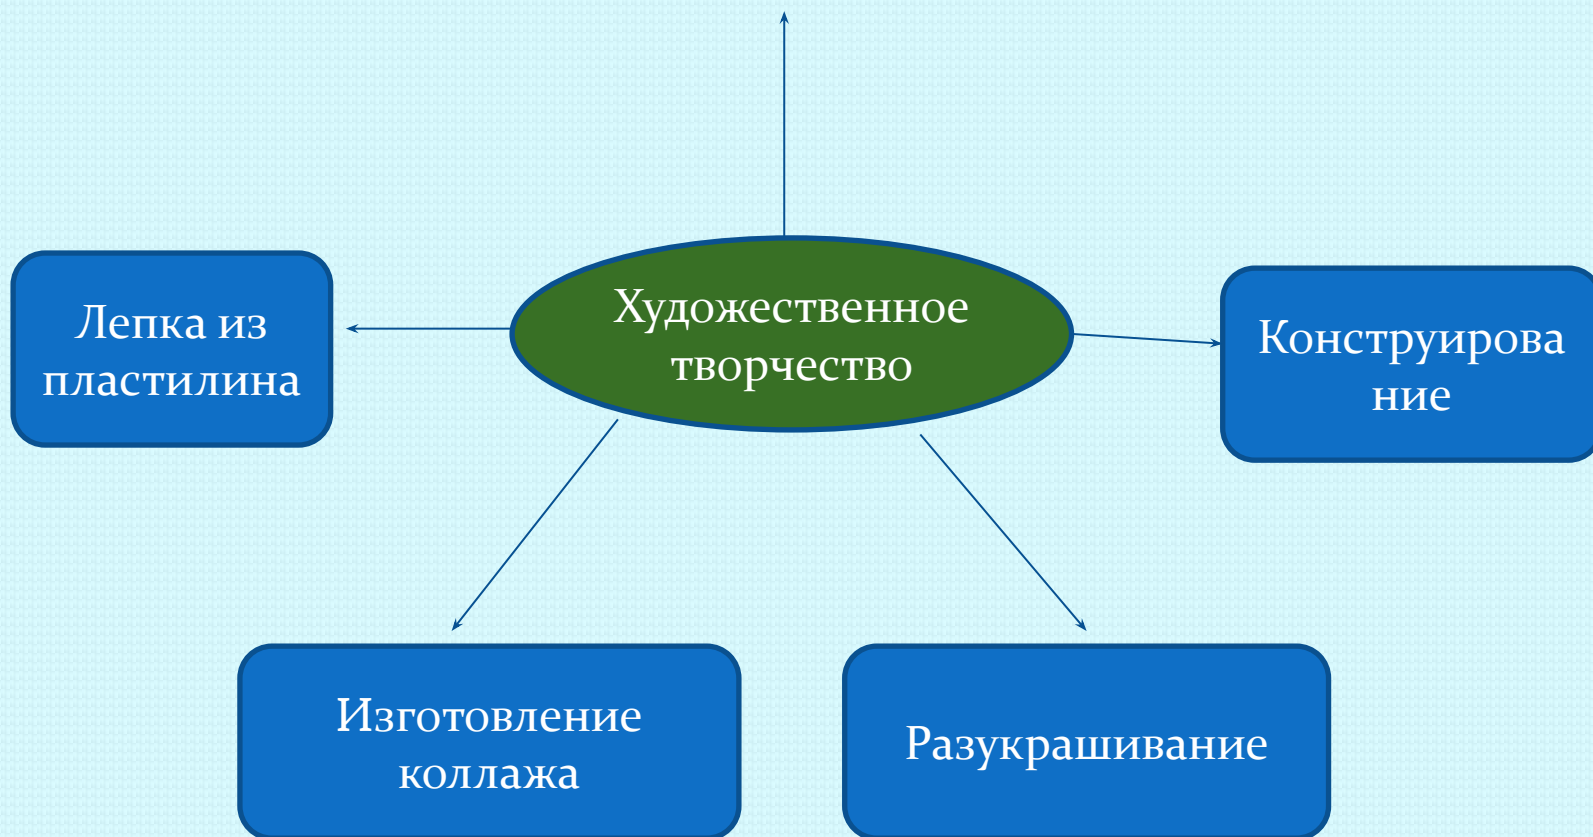 Художественное
творчество
Лепка из
пластилина
Конструирова
ние
Изготовление
коллажа
Разукрашивание